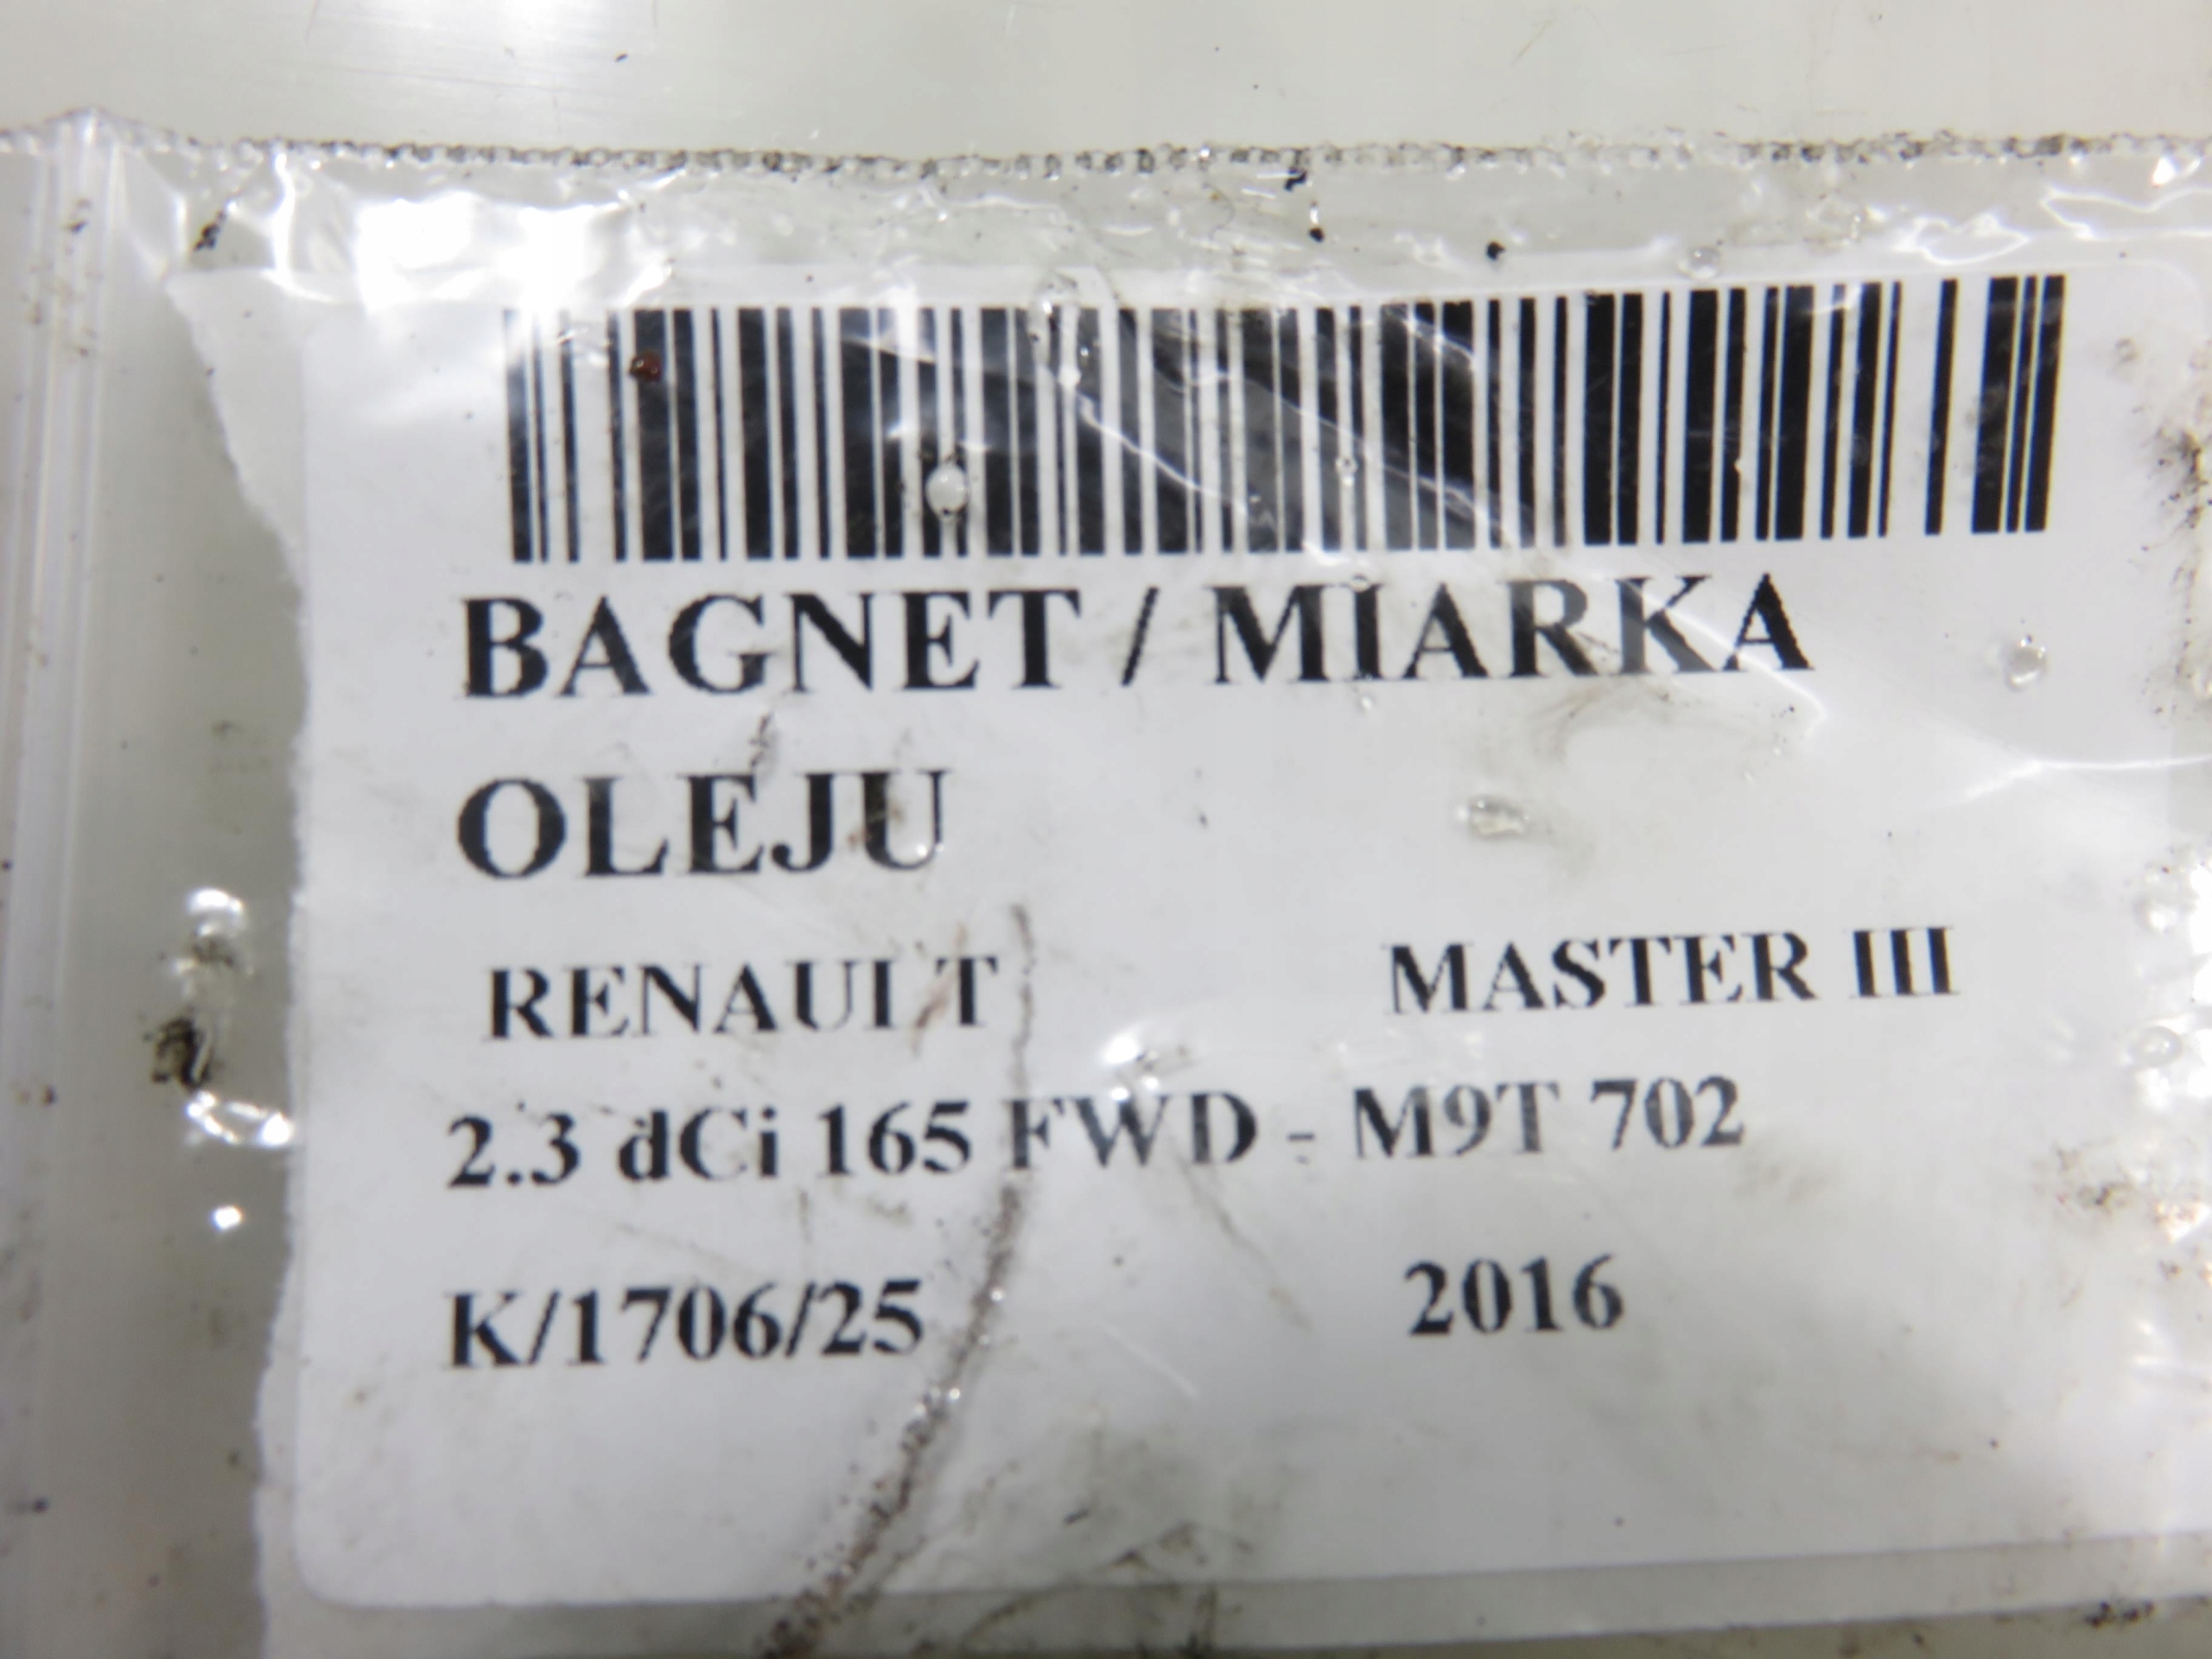 BAGNET / MIARKA
OLEJU
RENAULT MASTER III
2.3 dCi 165 FWD - M9T 702
K/1706/25 2016